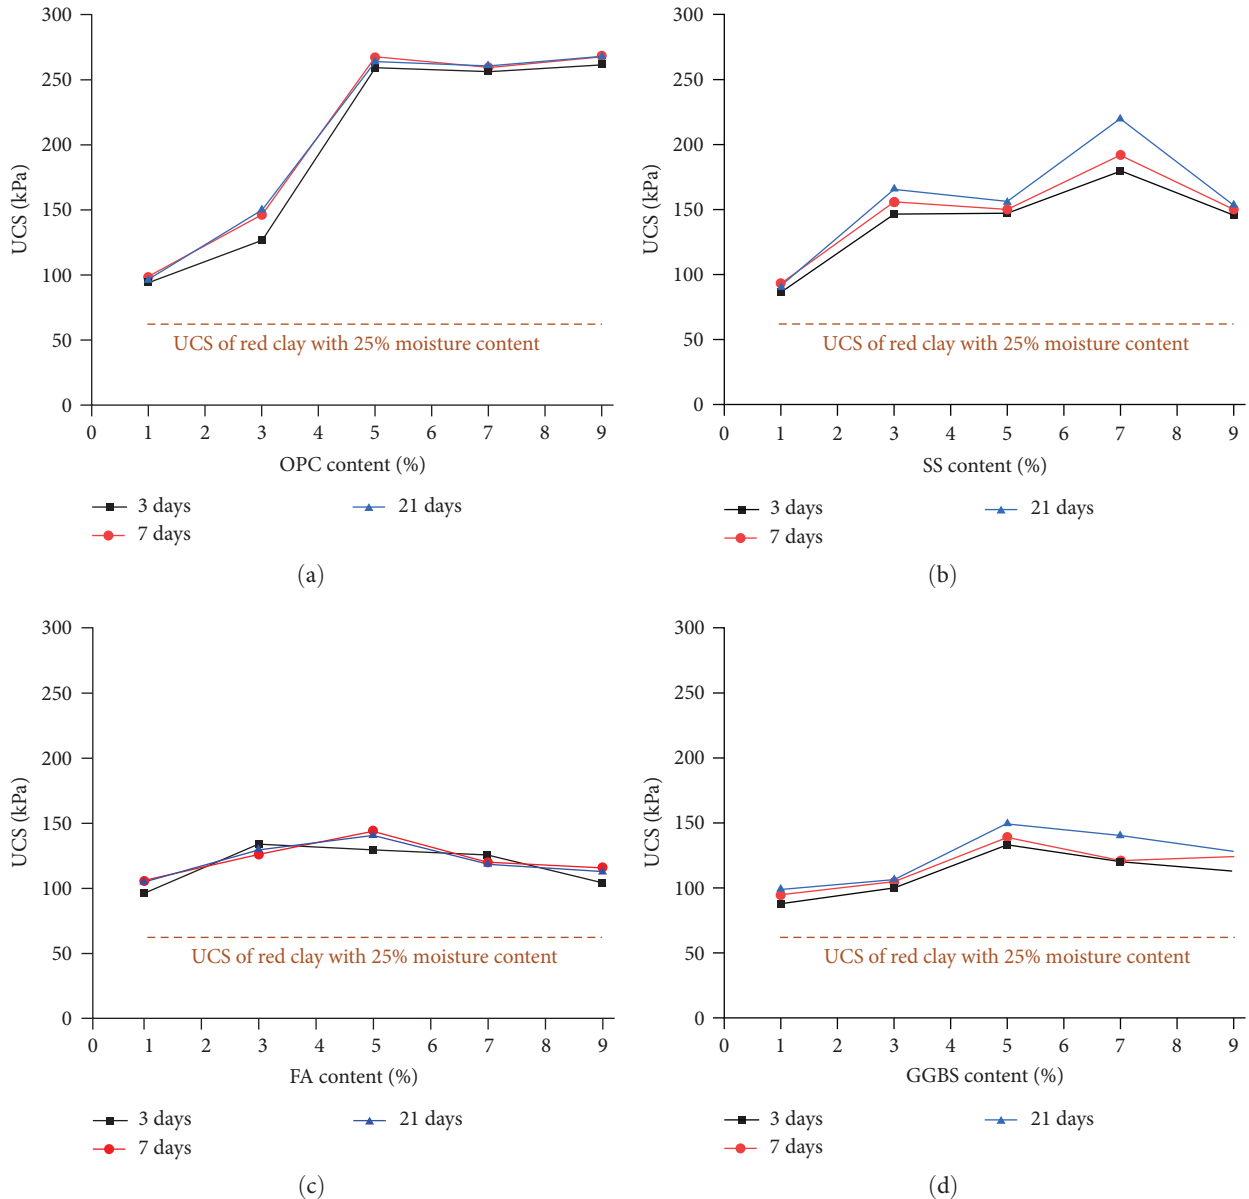 300
250
200
150
100
50
0
UCS (kPa)
UCS of red clay with 25% moisture content
0 1 2 3 4 5 6 7 8 9
OPC content (%)
3 days
21 days
7 days
(a)
300
250
200
150
100
50
0
UCS (kPa)
UCS of red clay with 25% moisture content
0 1 2 3 4 5 6 7 8 9
SS content (%)
3 days
21 days
7 days
(b)
300
250
200
150
100
50
0
UCS (kPa)
UCS of red clay with 25% moisture content
0 1 2 3 4 5 6 7 8 9
FA content (%)
3 days
21 days
7 days
(c)
300
250
200
150
100
50
0
UCS (kPa)
UCS of red clay with 25% moisture content
0 1 2 3 4 5 6 7 8 9
GGBS content (%)
3 days
21 days
7 days
(d)